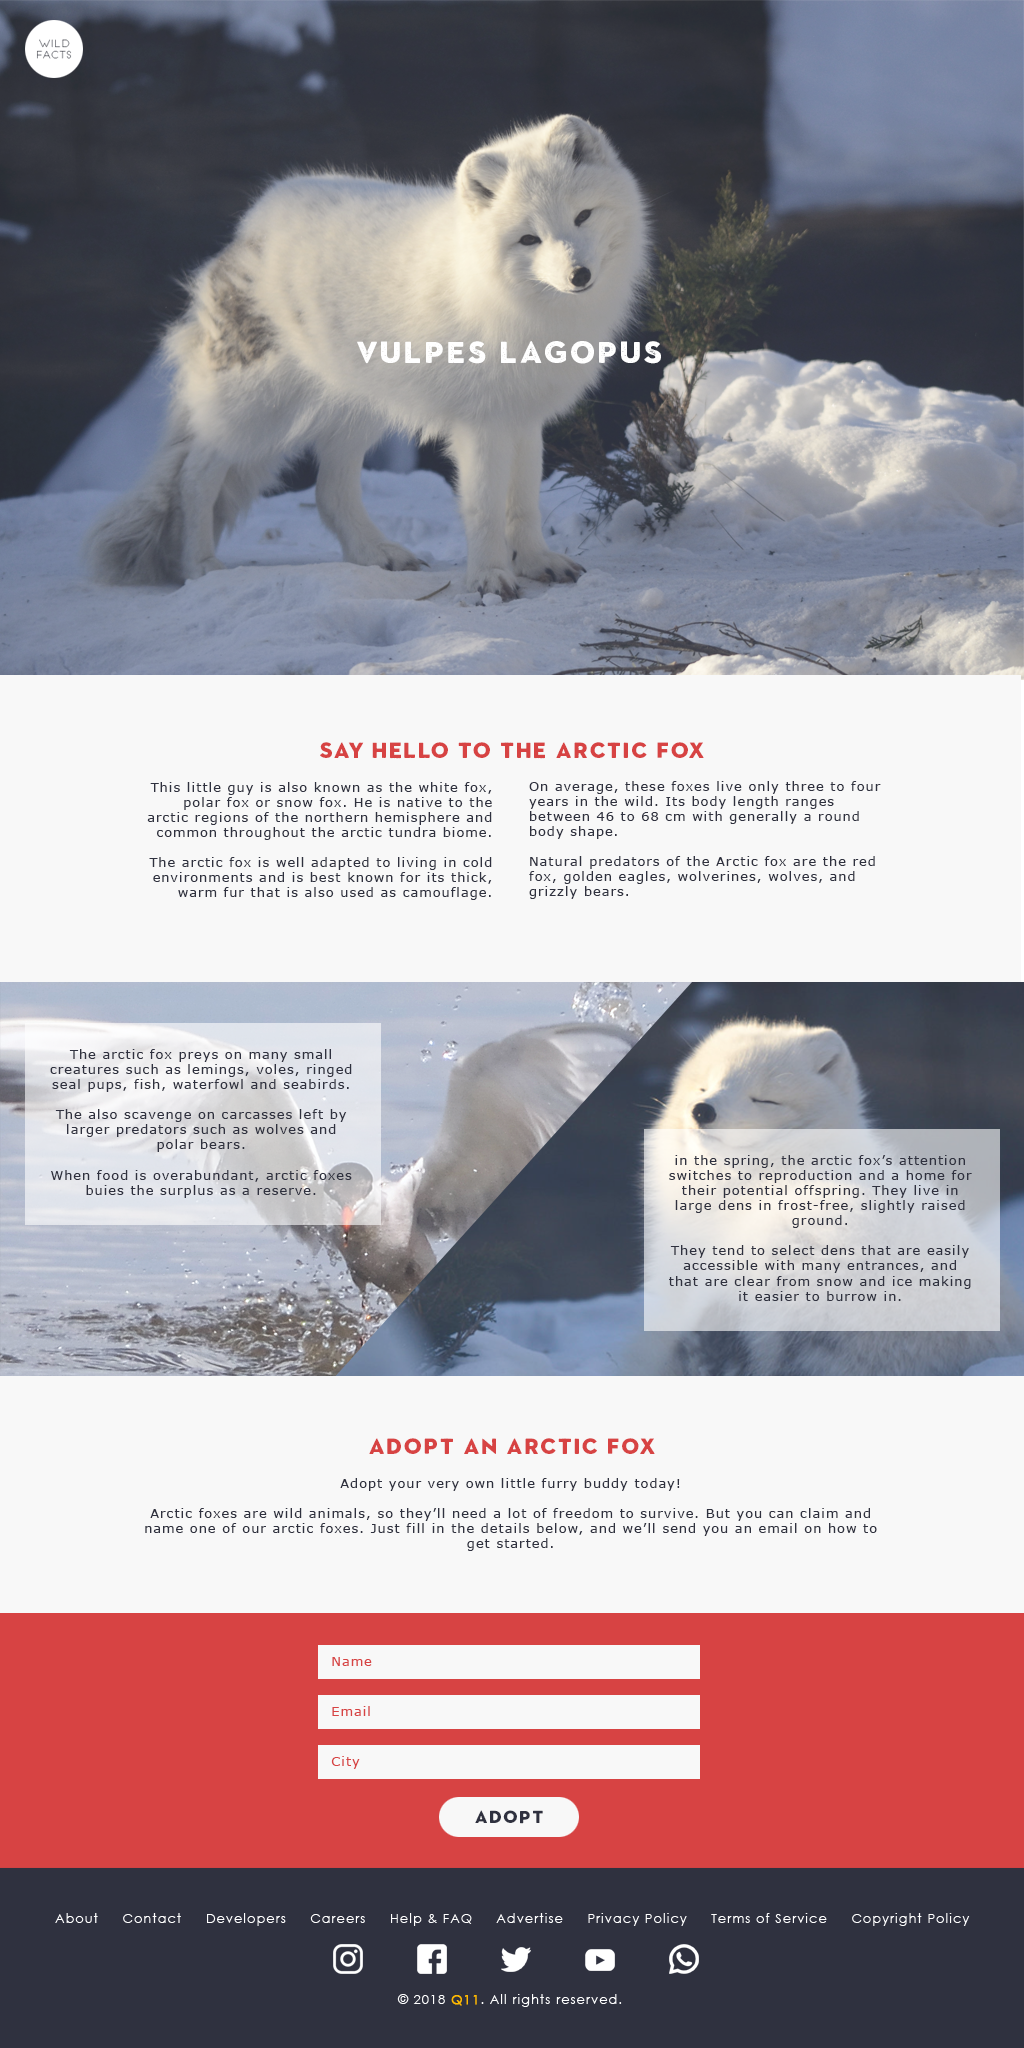 WILD
FACTS
VULPES LAGOPUS
SAY HELLO TO THE ARCTIC FOX
This little guy is also known as the white fox,
polar fox or snow fox. He is native to the
arctic regions of the northern hemisphere and
common throughout the arctic tundra biome.
The arctic fox is well adapted to living in cold
environments and is best known for its thick,
warm fur that is also used as camouflage.
On average, these foxes live only three to four
years in the wild. Its body length ranges
between 46 to 68 cm with generally a round
body shape.
Natural predators of the Arctic fox are the red
fox, golden eagles, wolverines, wolves, and
grizzly bears.
The arctic fox preys on many small
creatures such as lemings, voles, ringed
seal pups, fish, waterfowl and seabirds.
The also scavenge on carcasses left by
larger predators such as wolves and
polar bears.
When food is overabundant, arctic foxes
buies the surplus as a reserve.
in the spring, the arctic fox’s attention
switches to reproduction and a home for
their potential offspring. They live in
large dens in frost-free, slightly raised
ground.
They tend to select dens that are easily
accessible with many entrances, and
that are clear from snow and ice making
it easier to burrow in.
ADOPT AN ARCTIC FOX
Adopt your very own little furry buddy today!
Arctic foxes are wild animals, so they’ll need a lot of freedom to survive. But you can claim and
name one of our arctic foxes. Just fill in the details below, and we’ll send you an email on how to
get started.
Name
Email
City
ADOPT
About Contact Developers Careers Help & FAQ Advertise Privacy Policy Terms of Service Copyright Policy
© 2018 Q11. All rights reserved.